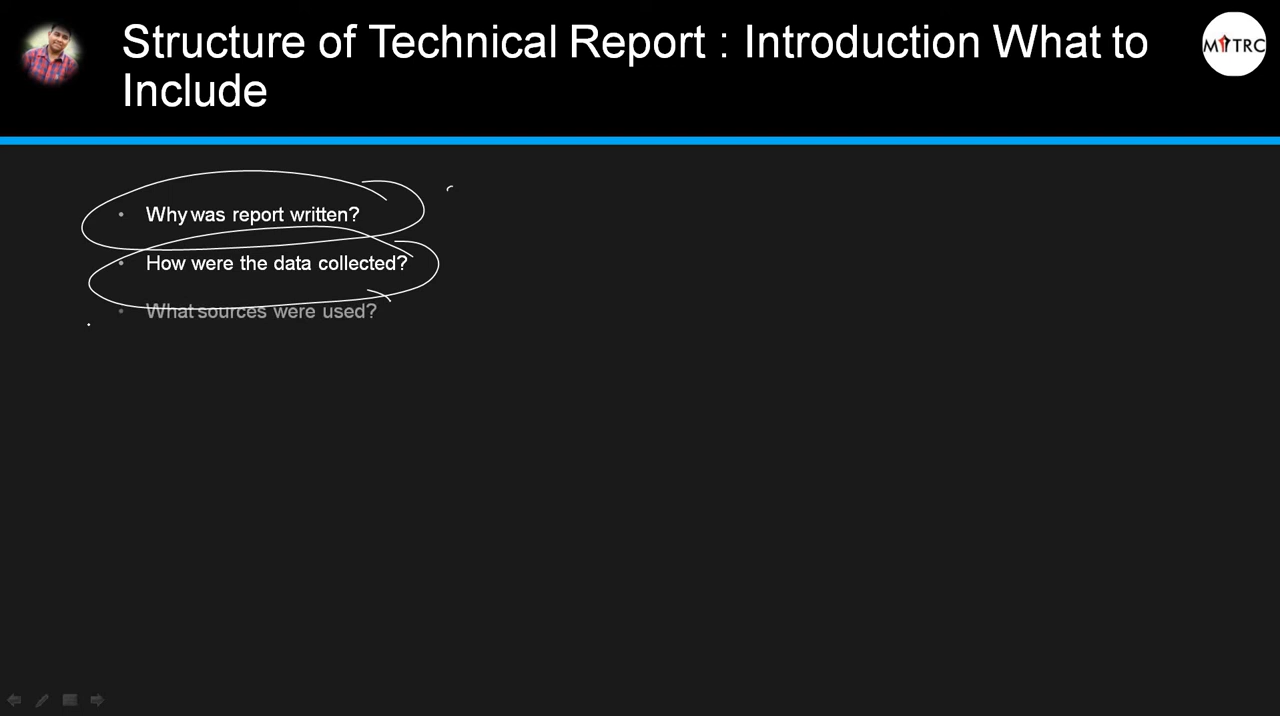 Structure of Technical Report : Introduction What to
Include
MITRC
• Why was report written?
• How were the data collected?
• What sources were used?